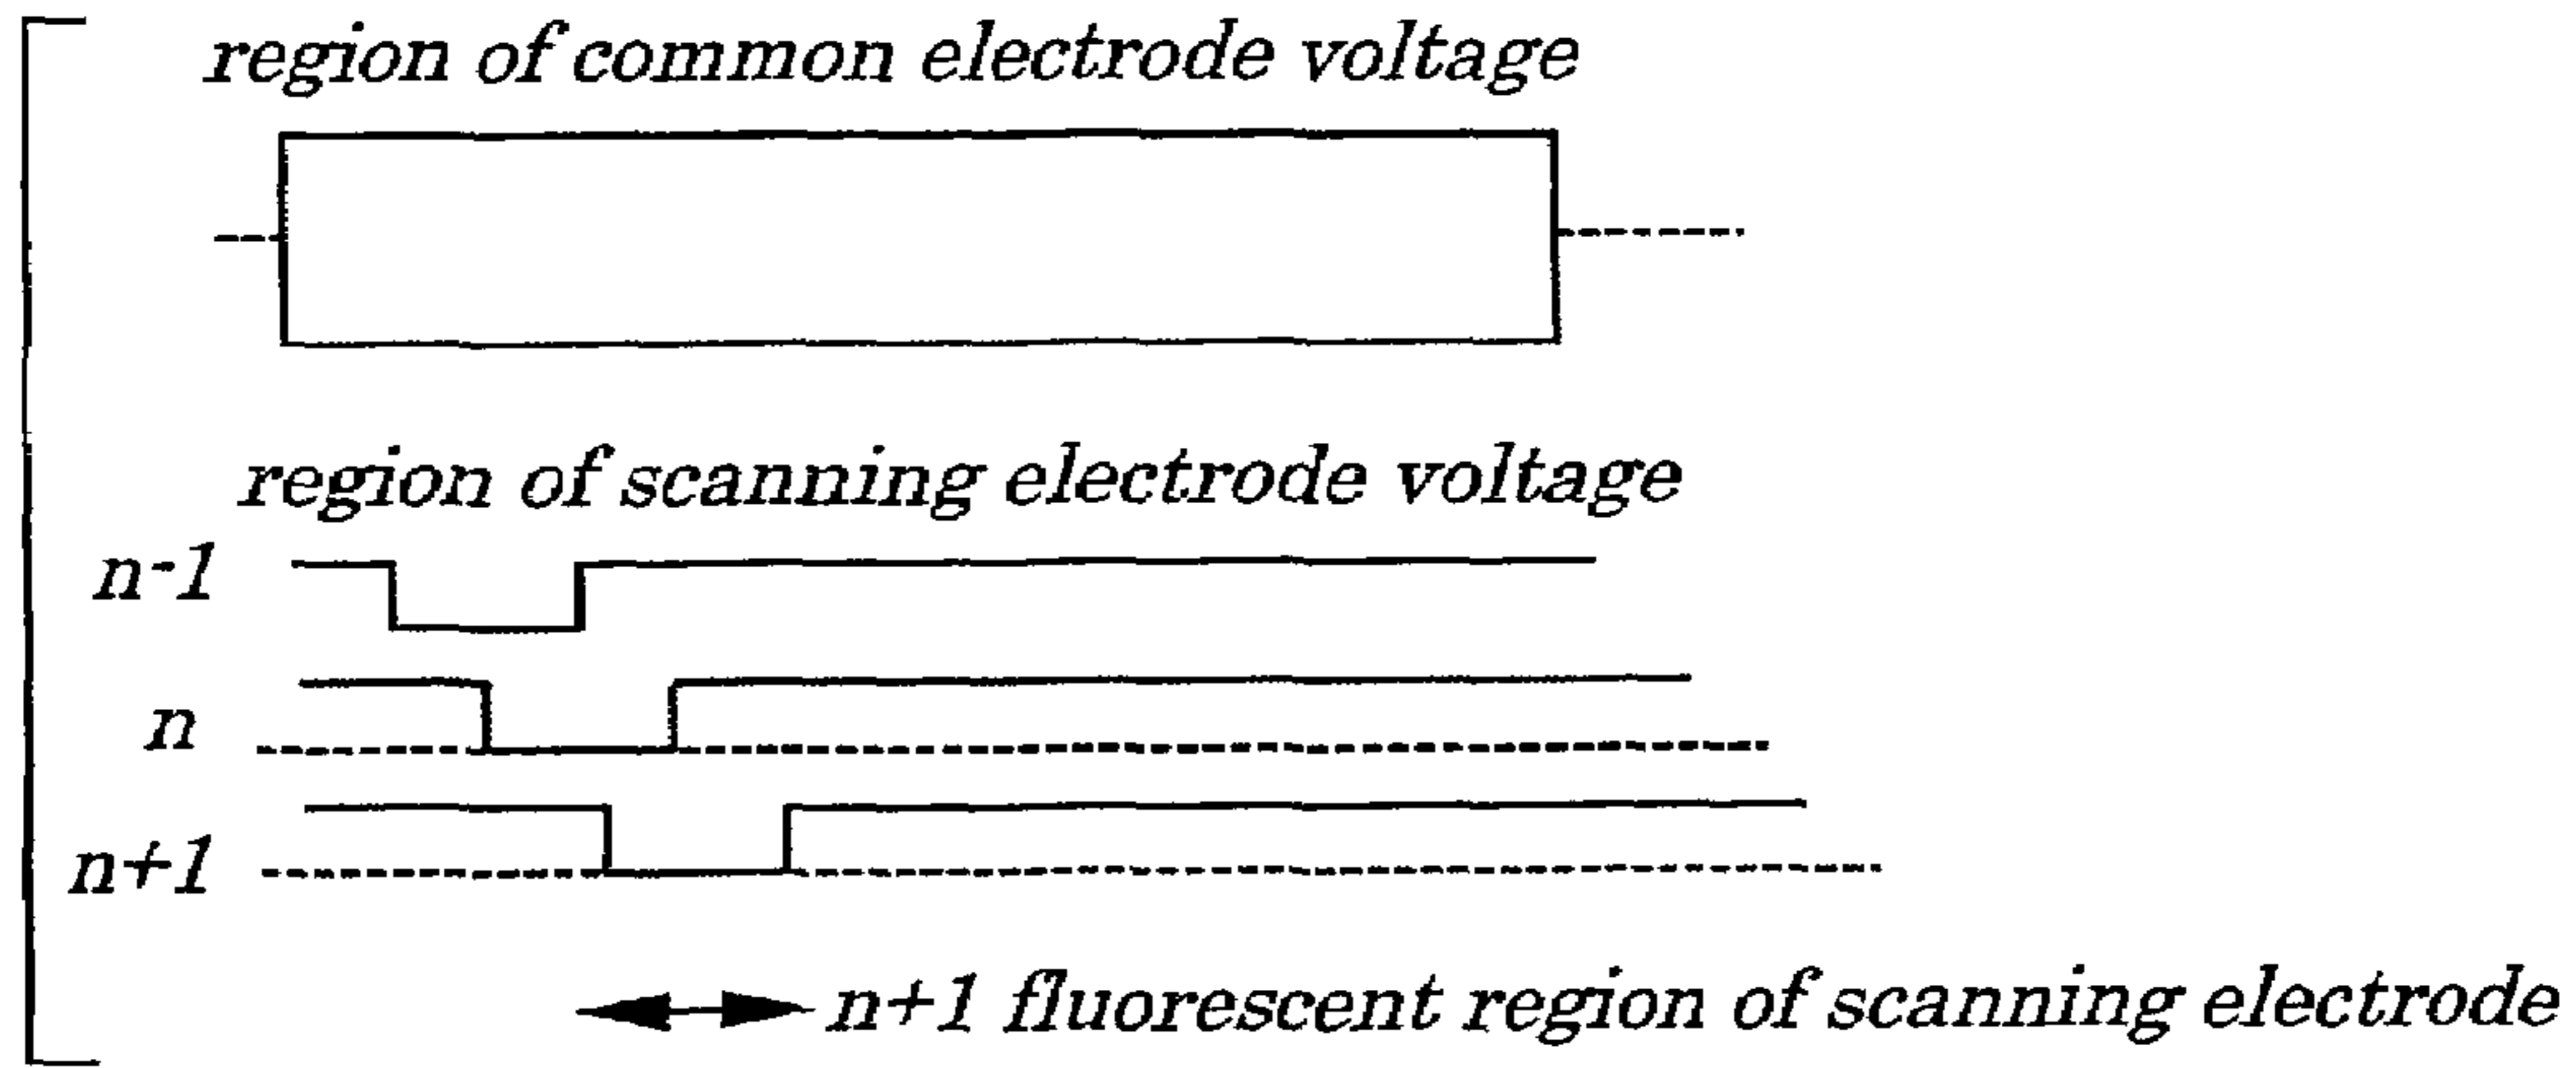 region of common electrode voltage
region of scanning electrode voltage
n-1
n
n+1
n+1 fluorescent region of scanning electrode